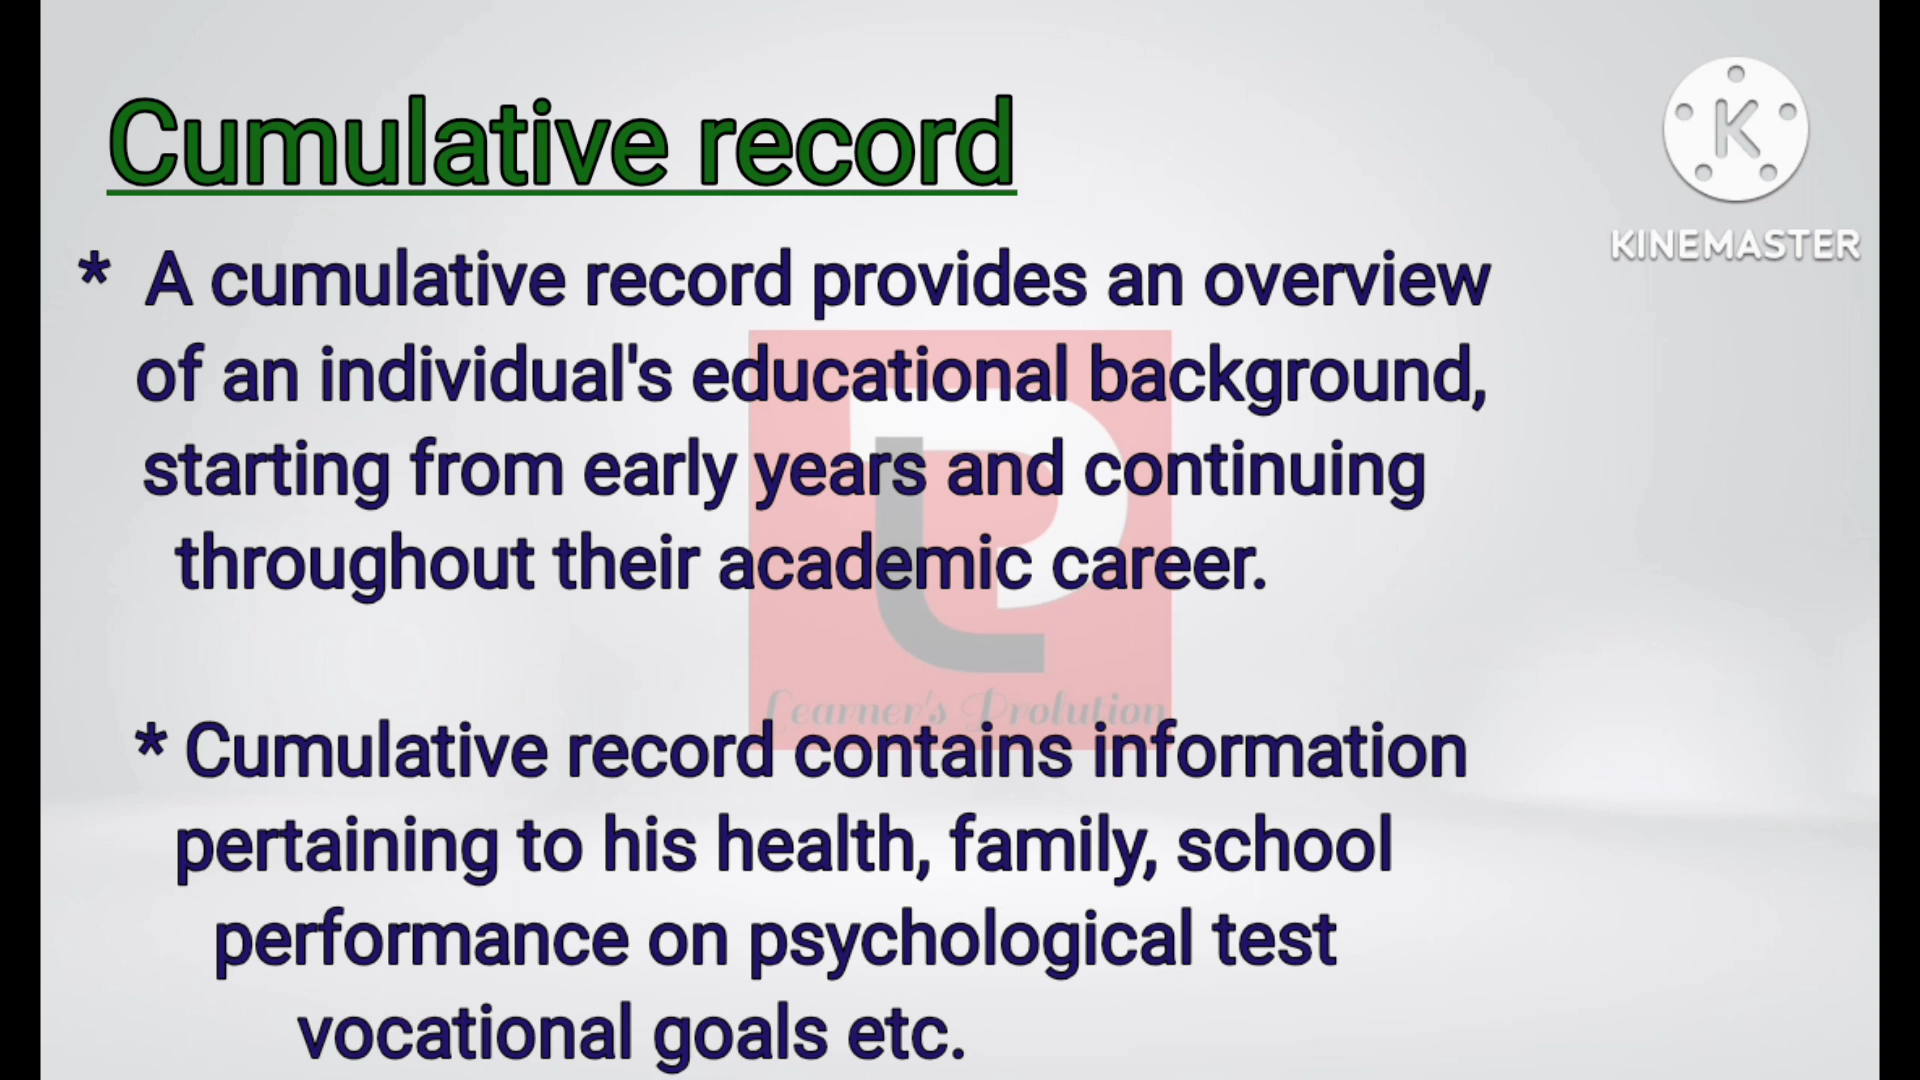 Cumulative record
K
KINEMASTER
* A cumulative record provides an overview
of an individual's educational background,
starting from early years and continuing
throughout their academic career.
Learner's Prolution
* Cumulative record contains information
pertaining to his health, family, school
performance on psychological test
vocational goals etc.